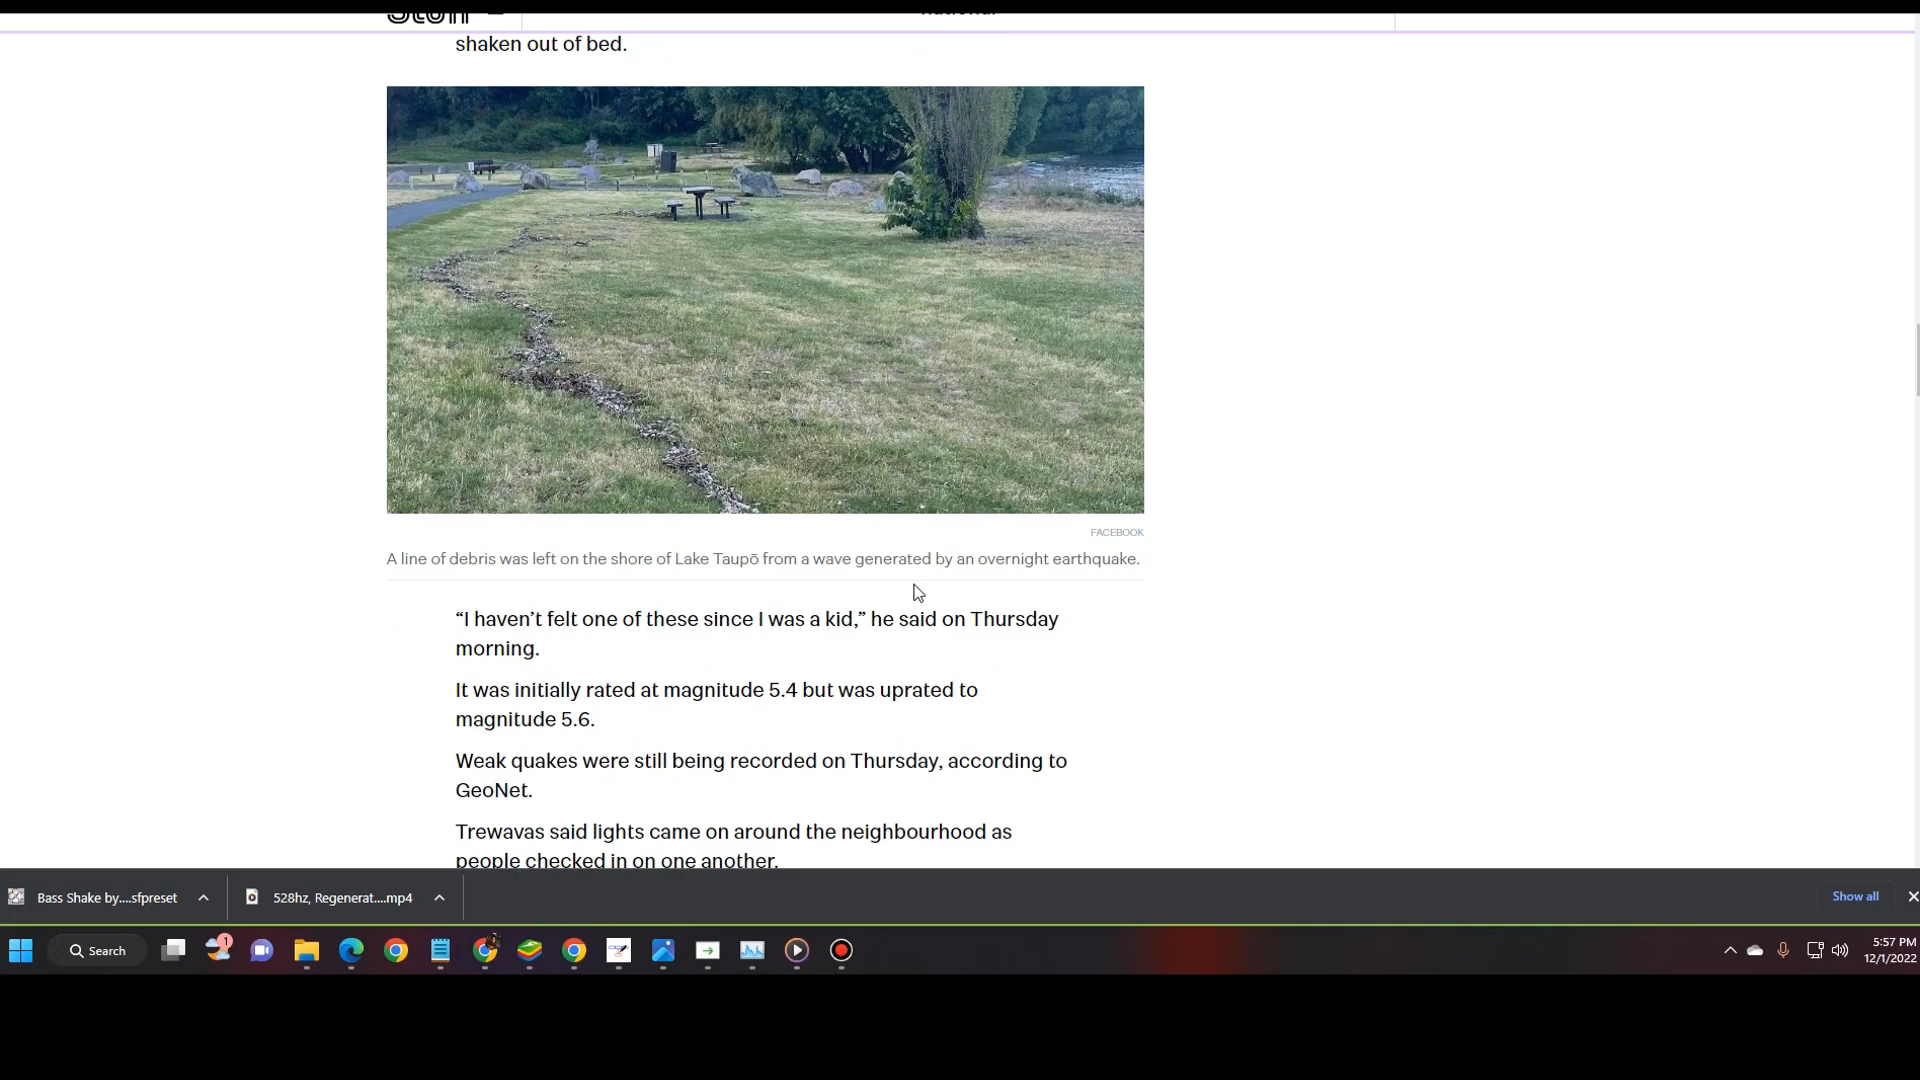 shaken out of bed.
FACEBOOK
A line of debris was left on the shore of Lake Taupō from a wave generated by an overnight earthquake.
“I haven’t felt one of these since I was a kid,” he said on Thursday
morning.
It was initially rated at magnitude 5.4 but was uprated to
magnitude 5.6.
Weak quakes were still being recorded on Thursday, according to
GeoNet.
Trewavas said lights came on around the neighbourhood as
people checked in on one another.
Bass Shake by....sfpreset
528hz, Regenerat....mp4
Show all
1
Search
5:57 PM
12/1/2022